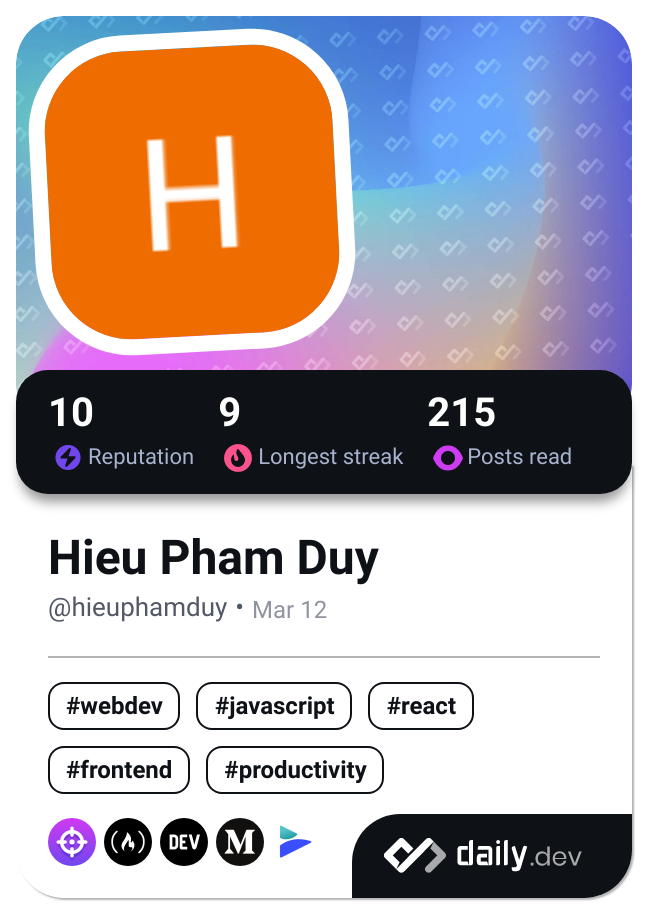 H
10 9 215
Reputation Longest streak Posts read
Hieu Pham Duy
@hieuphamduy • Mar 12
#webdev #javascript #react
#frontend #productivity
DEV M daily.dev